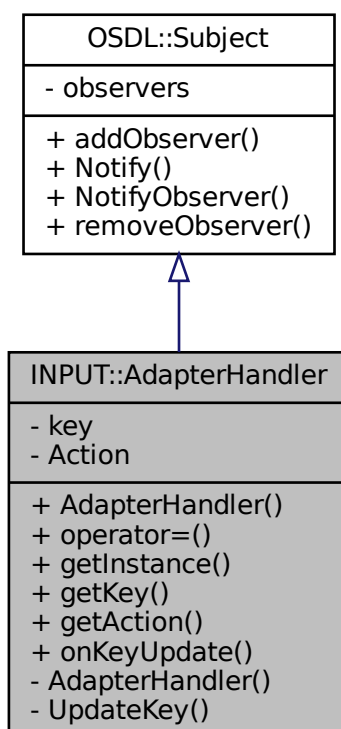 OSDL::Subject
- observers
+ addObserver()
+ Notify()
+ NotifyObserver()
+ removeObserver()
INPUT::AdapterHandler
- key
- Action
+ AdapterHandler()
+ operator=()
+ getInstance()
+ getKey()
+ getAction()
+ onKeyUpdate()
- AdapterHandler()
- UpdateKey()